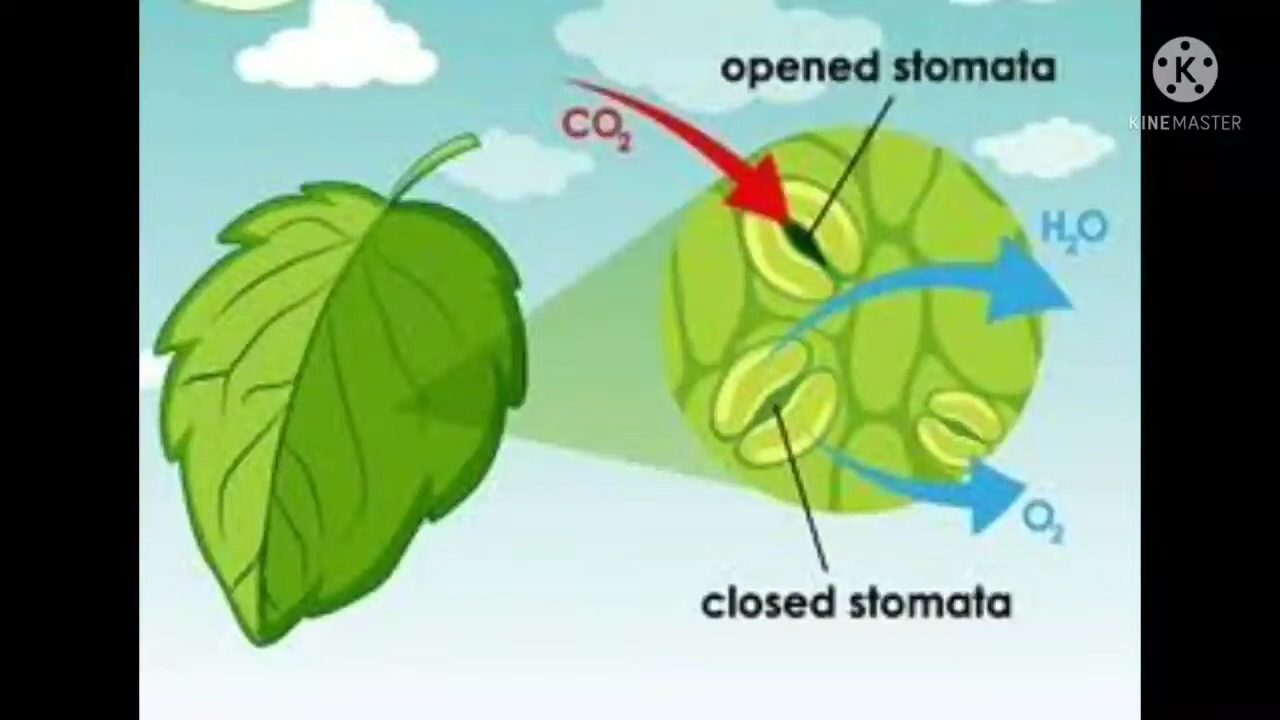 opened stomata
CO₂
KINEMASTER
H₂O
O₂
closed stomata